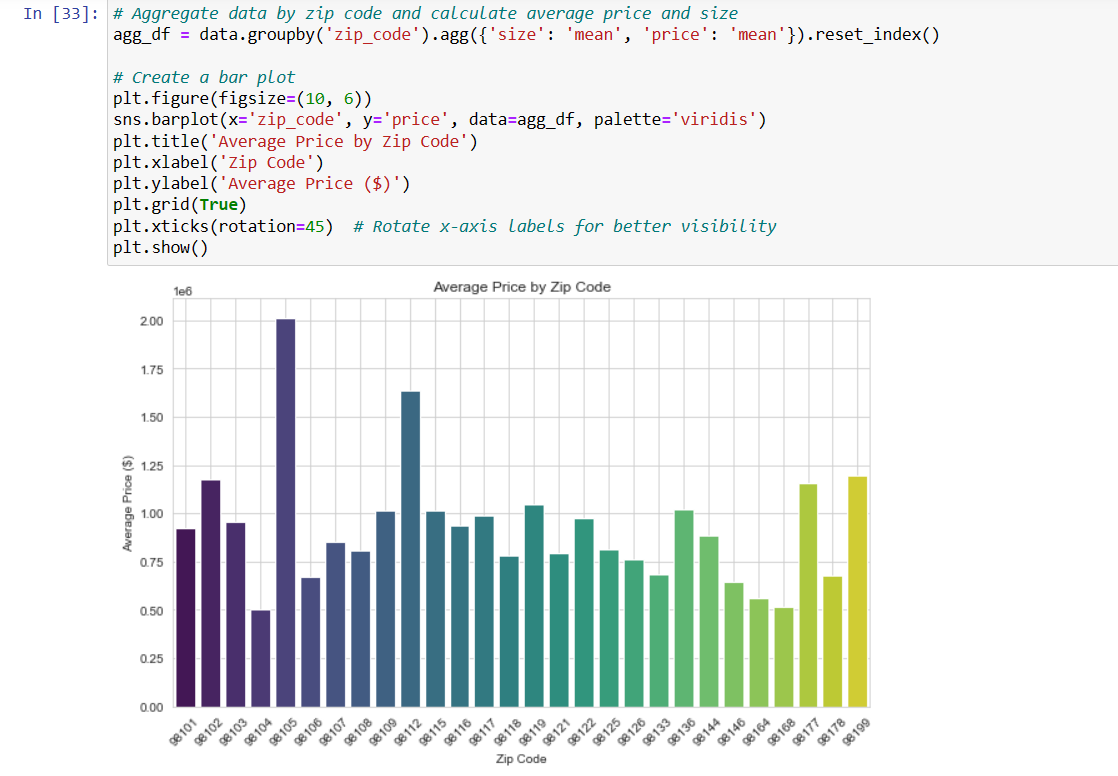 In [33]:
# Aggregate data by zip code and calculate average price and size
agg_df = data.groupby('zip_code').agg({'size': 'mean', 'price': 'mean'}).reset_index()
# Create a bar plot
plt.figure(figsize=(10, 6))
sns.barplot(x='zip_code', y='price', data=agg_df, palette='viridis')
plt.title('Average Price by Zip Code')
plt.xlabel('Zip Code')
plt.ylabel('Average Price ($)')
plt.grid(True)
plt.xticks(rotation=45)  # Rotate x-axis labels for better visibility
plt.show()
Average Price by Zip Code
1e6
2.00
1.75
1.50
1.25
1.00
0.75
0.50
0.25
0.00
Average Price ($)
98101
98102
98103
98104
98105
98106
98107
98108
98109
98112
98115
98116
98117
98118
98119
98121
98122
98125
98126
98133
98136
98144
98146
98164
98168
98177
98178
98199
Zip Code